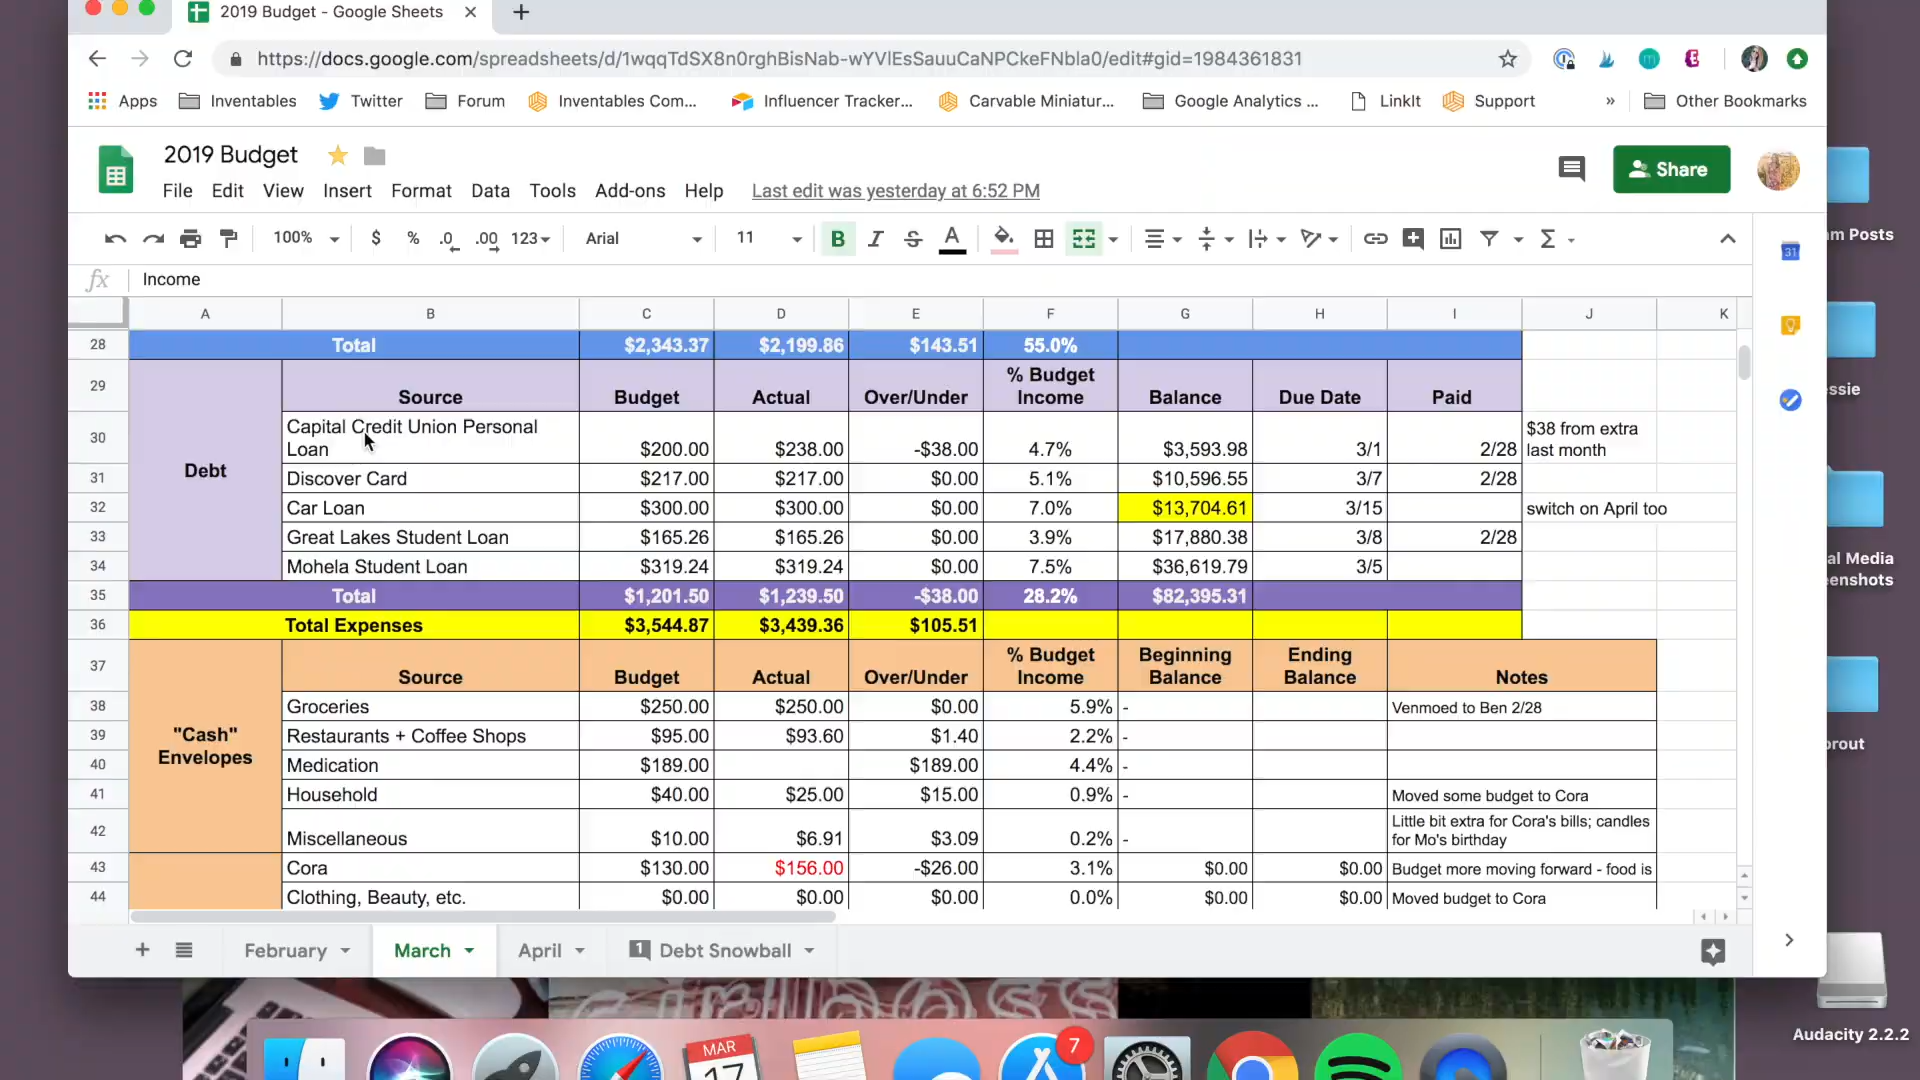 2019 Budget - Google Sheets
https://docs.google.com/spreadsheets/d/1wqqTdSX8n0rghBisNab-wYVlEsSauuCaNPCkeFNbla0/edit#gid=1984361831
Apps Inventables Twitter Forum Inventables Com... Influencer Tracker... Carvable Miniatur... Google Analytics ... LinkIt Support » Other Bookmarks
2019 Budget
Share
File Edit View Insert Format Data Tools Add-ons Help Last edit was yesterday at 6:52 PM
100% $ % .0 .00 123 Arial 11 B I S A
fx Income
A B C D E F G H I J K
28 Total $2,343.37 $2,199.86 $143.51 55.0%
29 Source Budget Actual Over/Under % Budget Income Balance Due Date Paid
Debt
30 Capital Credit Union Personal Loan $200.00 $238.00 -$38.00 4.7% $3,593.98 3/1 2/28 $38 from extra last month
31 Discover Card $217.00 $217.00 $0.00 5.1% $10,596.55 3/7 2/28
32 Car Loan $300.00 $300.00 $0.00 7.0% $13,704.61 3/15 switch on April too
33 Great Lakes Student Loan $165.26 $165.26 $0.00 3.9% $17,880.38 3/8 2/28
34 Mohela Student Loan $319.24 $319.24 $0.00 7.5% $36,619.79 3/5
35 Total $1,201.50 $1,239.50 -$38.00 28.2% $82,395.31
36 Total Expenses $3,544.87 $3,439.36 $105.51
37 Source Budget Actual Over/Under % Budget Income Beginning Balance Ending Balance Notes
"Cash" Envelopes
38 Groceries $250.00 $250.00 $0.00 5.9% - Venmoed to Ben 2/28
39 Restaurants + Coffee Shops $95.00 $93.60 $1.40 2.2% -
40 Medication $189.00 $189.00 4.4% -
41 Household $40.00 $25.00 $15.00 0.9% - Moved some budget to Cora
42 Miscellaneous $10.00 $6.91 $3.09 0.2% - Little bit extra for Cora's bills; candles for Mo's birthday
43 Cora $130.00 $156.00 -$26.00 3.1% $0.00 $0.00 Budget more moving forward - food is
44 Clothing, Beauty, etc. $0.00 $0.00 $0.00 0.0% $0.00 $0.00 Moved budget to Cora
February March April 1 Debt Snowball
31
m Posts
ssie
al Media
eenshots
prout
Audacity 2.2.2
MAR
17
7